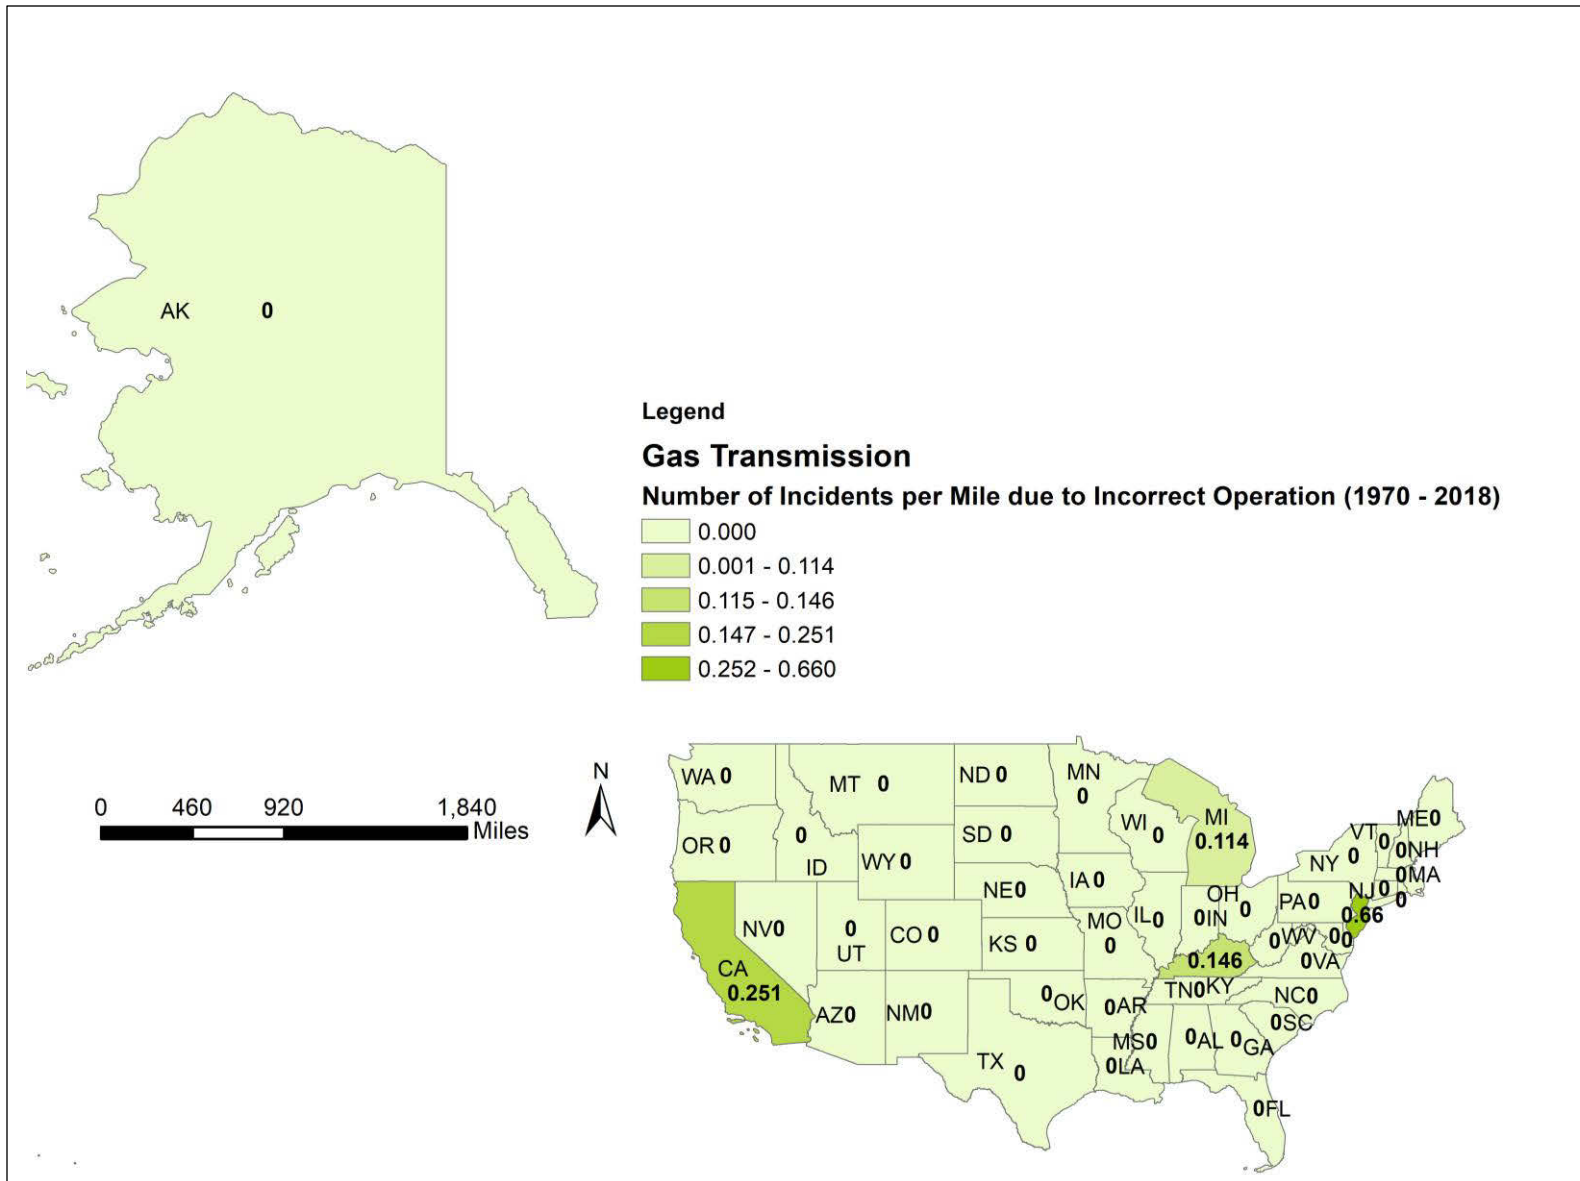 AK 0
Legend
Gas Transmission
Number of Incidents per Mile due to Incorrect Operation (1970 - 2018)
0.000
0.001 - 0.114
0.115 - 0.146
0.147 - 0.251
0.252 - 0.660
N
0 460 920 1,840
Miles
WA 0
MT 0
ND 0
MN
0
OR 0
0
ID
WY 0
SD 0
WI 0
MI
0.114
VT 0
ME0
0NH
NY 0
0MA
NE0
IA 0
NV0
0
UT
CO 0
KS 0
MO
0
IL0
0IN
OH
0
PA0
NJ 0
0
0.66
CA
0.251
0WV
0
0
0VA
0.146
KY
TN0
NC0
AZ0
NM0
0OK
0AR
0SC
MS0
0AL
0GA
TX 0
0LA
0FL